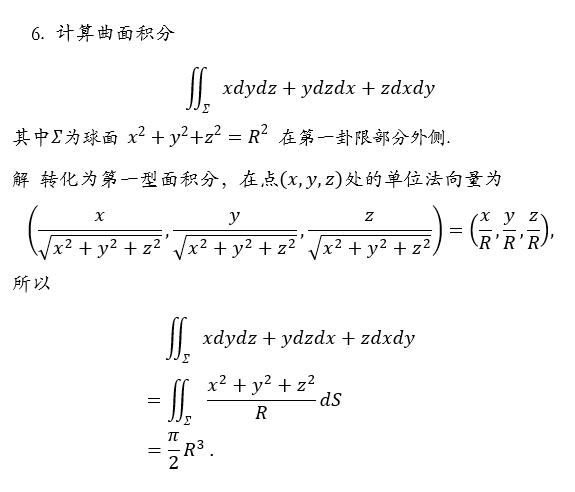 6. 计算曲面积分
∬_Σ xdydz + ydzdx + zdxdy
其中Σ为球面 x² + y²+z² = R² 在第一卦限部分外侧.
解 转化为第一型面积分，在点(x, y, z)处的单位法向量为
(x/√(x² + y² + z²), y/√(x² + y² + z²), z/√(x² + y² + z²)) = (x/R, y/R, z/R),
所以
∬_Σ xdydz + ydzdx + zdxdy
= ∬_Σ (x² + y² + z²)/R dS
= π/2 R³ .